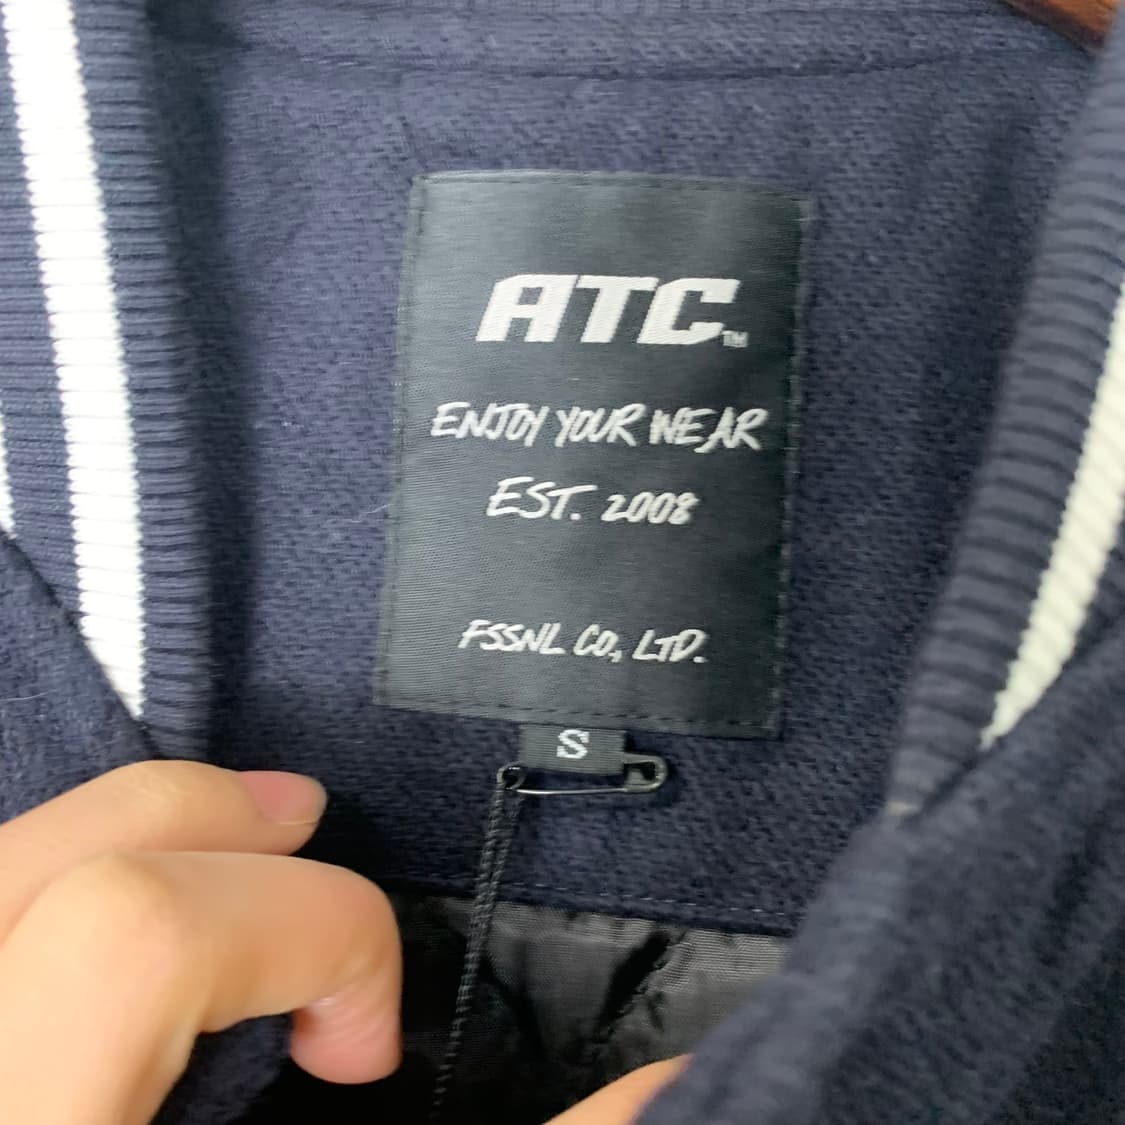 ATC™
ENJOY YOUR WEAR
EST. 2008
FSSNL CO, LTD.
S